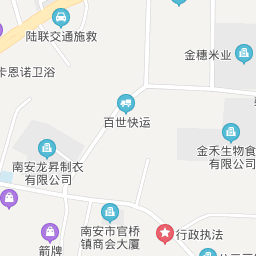 陆联交通施救
金穗米业
卡恩诺卫浴
百世快运
金禾生物食
有限公司
南安龙昇制衣
有限公司
南安市官桥
镇商会大厦
行政执法
箭牌